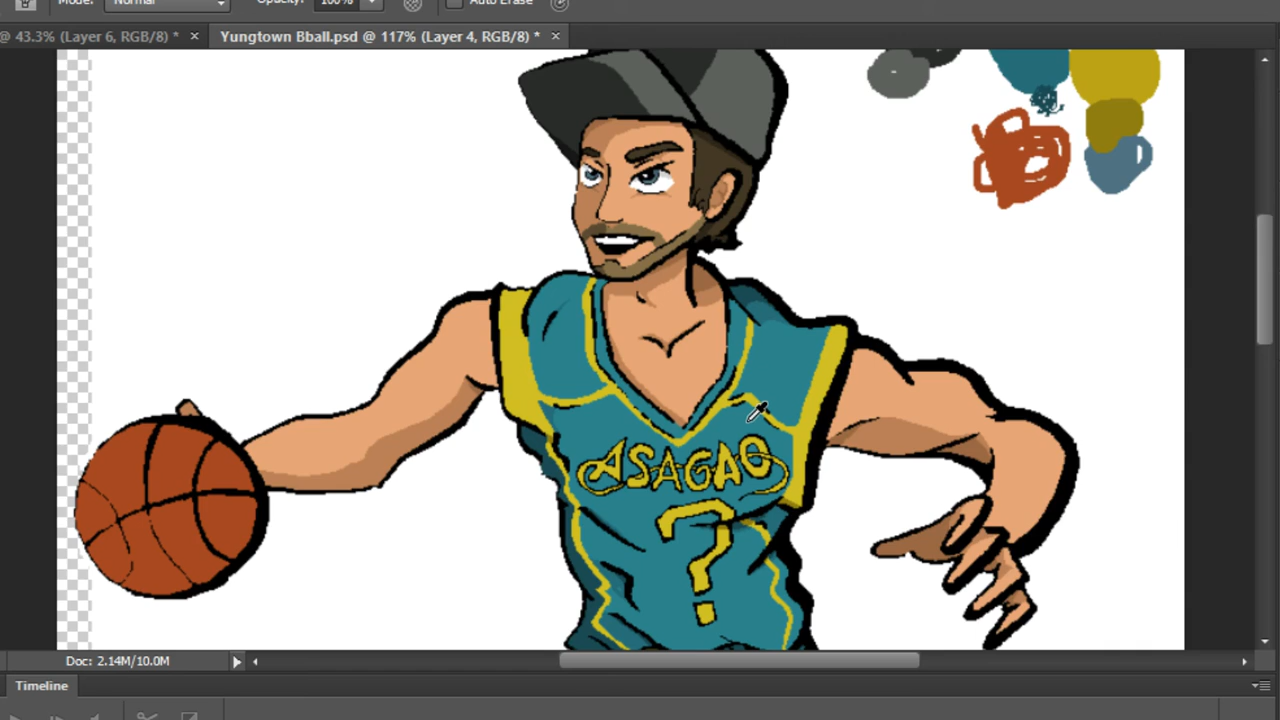 Mode: Normal Opacity: 100% Auto Erase
@ 43.3% (Layer 6, RGB/8) * × Yungtown Bball.psd @ 117% (Layer 4, RGB/8) * ×
ASAGAO
?
Doc: 2.14M/10.0M
Timeline